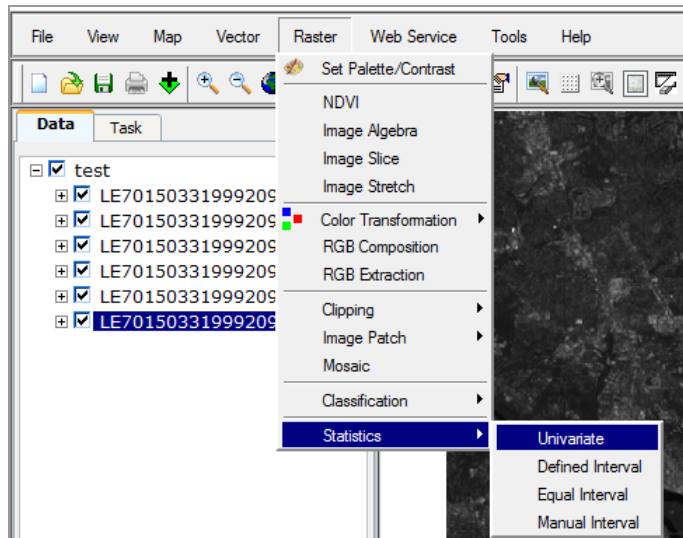 File View Map Vector Raster Web Service Tools Help
Set Palette/Contrast
NDVI
Image Algebra
Image Slice
Image Stretch
Color Transformation
RGB Composition
RGB Extraction
Clipping
Image Patch
Mosaic
Classification
Statistics
Univariate
Defined Interval
Equal Interval
Manual Interval
Data Task
test
LE70150331999209
LE70150331999209
LE70150331999209
LE70150331999209
LE70150331999209
LE70150331999209